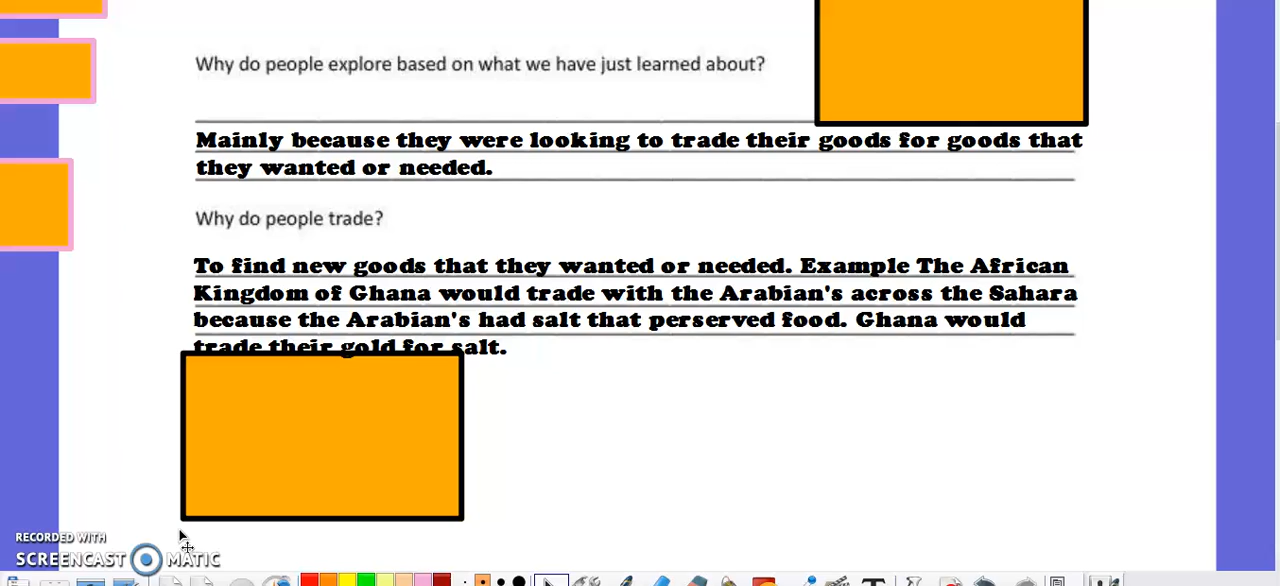 Why do people explore based on what we have just learned about?
Mainly because they were looking to trade their goods for goods that
they wanted or needed.
Why do people trade?
To find new goods that they wanted or needed. Example The African
Kingdom of Ghana would trade with the Arabian's across the Sahara
because the Arabian's had salt that perserved food. Ghana would
trade their gold for salt.
RECORDED WITH
SCREENCAST MATIC